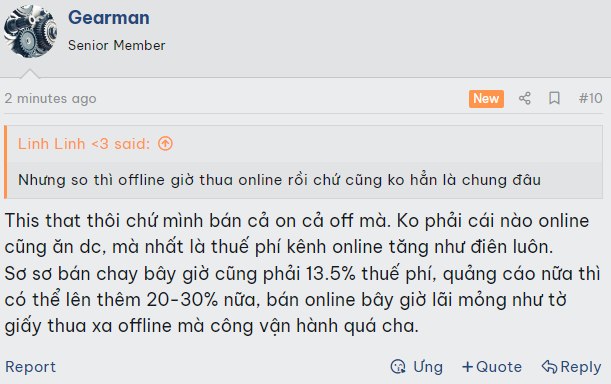 Gearman
Senior Member
2 minutes ago New #10
Linh Linh <3 said:
Nhưng so thì offline giờ thua online rồi chứ cũng ko hẳn là chung đâu
This that thôi chứ mình bán cả on cả off mà. Ko phải cái nào online
cũng ăn dc, mà nhất là thuế phí kênh online tăng như điên luôn.
Sơ sơ bán chay bây giờ cũng phải 13.5% thuế phí, quảng cáo nữa thì
có thể lên thêm 20-30% nữa, bán online bây giờ lãi mỏng như tờ
giấy thua xa offline mà công vận hành quá cha.
Report Ưng +Quote Reply